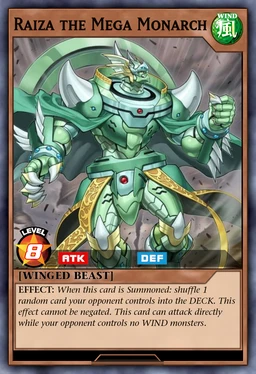 RAIZA THE MEGA MONARCH
WIND
風
LEVEL
8
ATK DEF
[WINGED BEAST]
EFFECT: When this card is Summoned: shuffle 1
random card your opponent controls into the DECK. This
effect cannot be negated. This card can attack directly
while your opponent controls no WIND monsters.